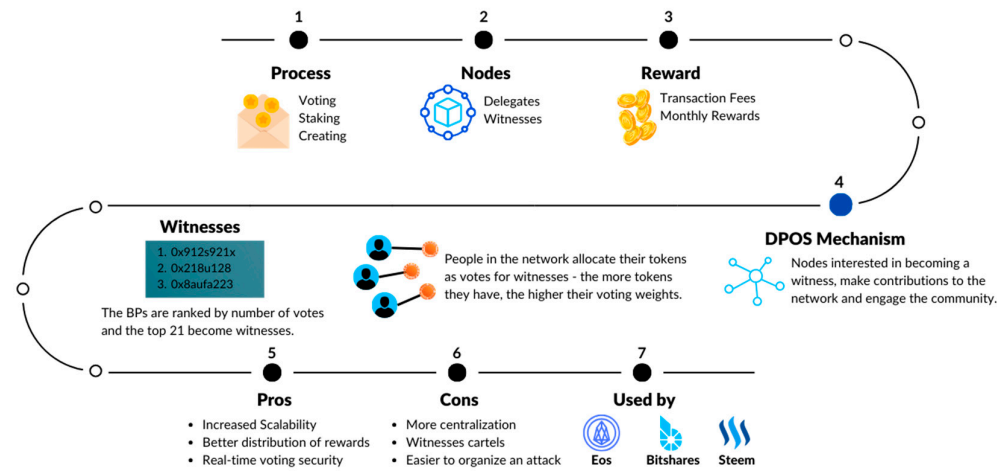 1
Process
Voting
Staking
Creating
2
Nodes
Delegates
Witnesses
3
Reward
Transaction Fees
Monthly Rewards
4
DPOS Mechanism
Nodes interested in becoming a
witness, make contributions to the
network and engage the community.
People in the network allocate their tokens
as votes for witnesses - the more tokens
they have, the higher their voting weights.
Witnesses
1. 0x912s921x
2. 0x218u128
3. 0x8aufa223
The BPs are ranked by number of votes
and the top 21 become witnesses.
5
Pros
• Increased Scalability
• Better distribution of rewards
• Real-time voting security
6
Cons
• More centralization
• Witnesses cartels
• Easier to organize an attack
7
Used by
Eos
Bitshares
Steem